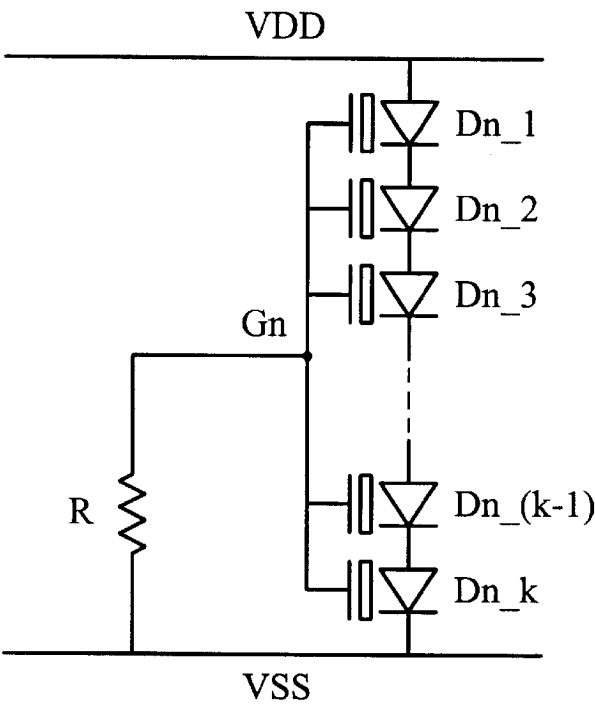 VDD
Dn_1
Dn_2
Dn_3
Gn
R
Dn_(k-1)
Dn_k
VSS